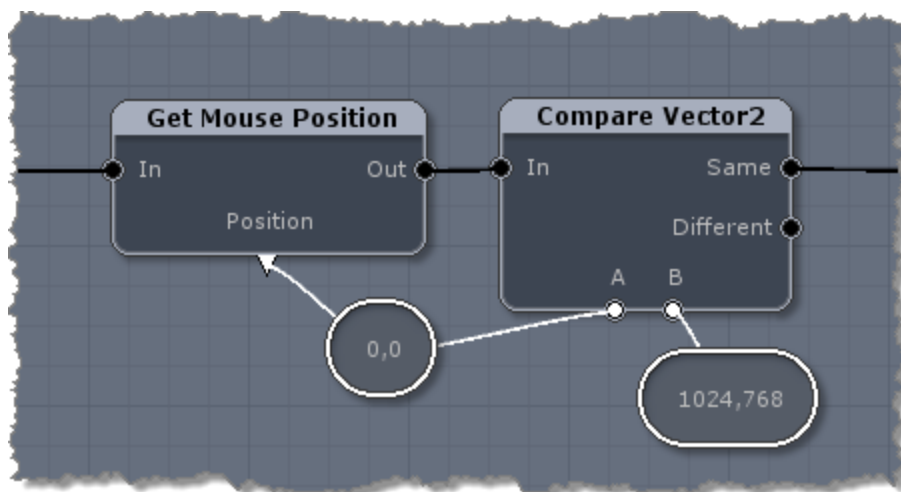 Get Mouse Position
In
Out
Position
Compare Vector2
In
Same
Different
A
B
0,0
1024,768